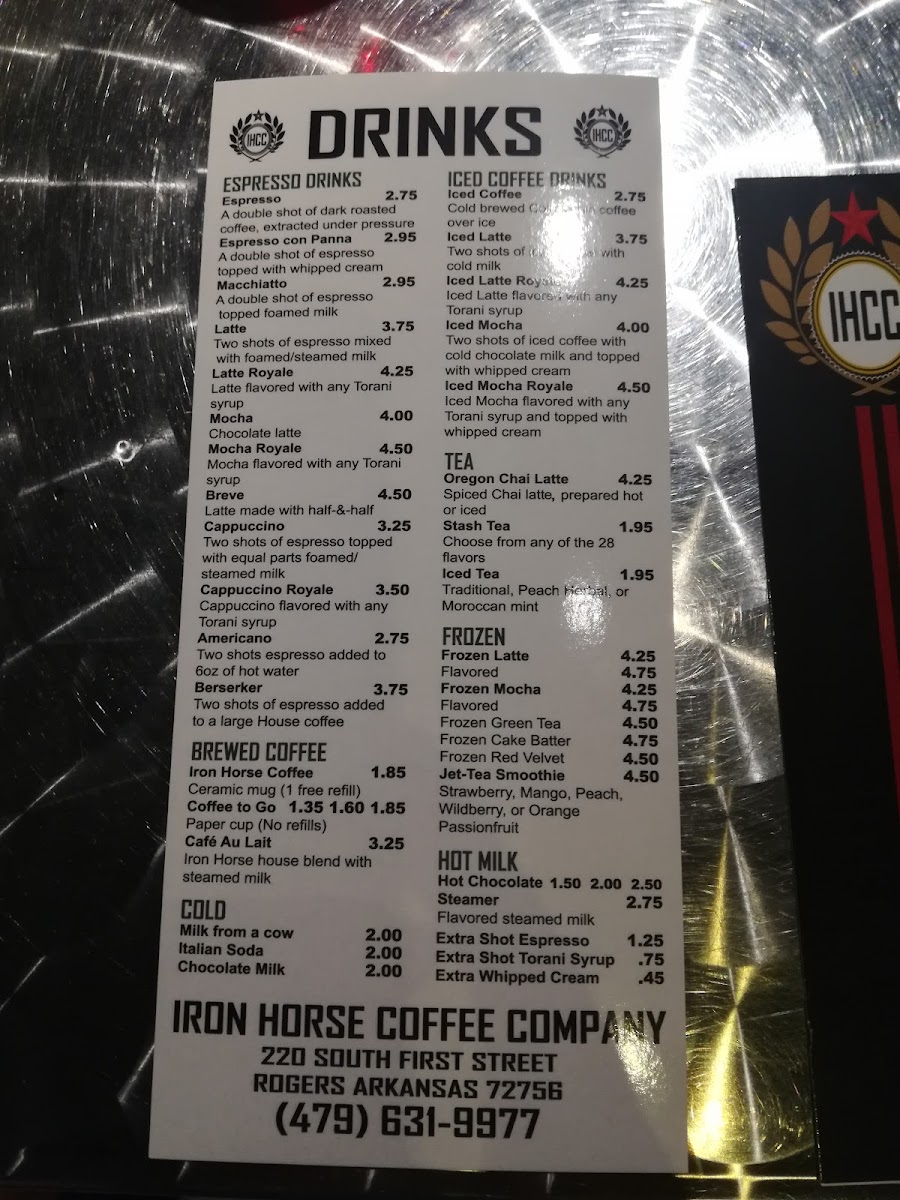 IHCC
DRINKS
IHCC
ESPRESSO DRINKS
Espresso 2.75
A double shot of dark roasted
coffee, extracted under pressure
Espresso con Panna 2.95
A double shot of espresso
topped with whipped cream
Macchiato 2.95
A double shot of espresso
topped foamed milk
Latte 3.75
Two shots of espresso mixed
with foamed/steamed milk
Latte Royale 4.25
Latte flavored with any Torani
syrup
Mocha 4.00
Chocolate latte
Mocha Royale 4.50
Mocha flavored with any Torani
syrup
Breve 4.50
Latte made with half-&-half
Cappuccino 3.25
Two shots of espresso topped
with equal parts foamed/
steamed milk
Cappuccino Royale 3.50
Cappuccino flavored with any
Torani syrup
Americano 2.75
Two shots espresso added to
6oz of hot water
Berserker 3.75
Two shots of espresso added
to a large House coffee
BREWED COFFEE
Iron Horse Coffee 1.85
Ceramic mug (1 free refill)
Coffee to Go 1.35 1.60 1.85
Paper cup (No refills)
Café Au Lait 3.25
Iron Horse house blend with
steamed milk
COLD
Milk from a cow 2.00
Italian Soda 2.00
Chocolate Milk 2.00
ICED COFFEE DRINKS
Iced Coffee 2.75
Cold brewed coffee
over ice
Iced Latte 3.75
Two shots of with
cold milk
Iced Latte Royale 4.25
Iced Latte flavored with any
Torani syrup
Iced Mocha 4.00
Two shots of iced coffee with
cold chocolate milk and topped
with whipped cream
Iced Mocha Royale 4.50
Iced Mocha flavored with any
Torani syrup and topped with
whipped cream
TEA
Oregon Chai Latte 4.25
Spiced Chai latte, prepared hot
or iced
Stash Tea 1.95
Choose from any of the 28
flavors
Iced Tea 1.95
Traditional, Peach Herbal, or
Moroccan mint
FROZEN
Frozen Latte 4.25
Flavored 4.75
Frozen Mocha 4.25
Flavored 4.75
Frozen Green Tea 4.50
Frozen Cake Batter 4.75
Frozen Red Velvet 4.50
Jet-Tea Smoothie 4.50
Strawberry, Mango, Peach,
Wildberry, or Orange
Passionfruit
HOT MILK
Hot Chocolate 1.50 2.00 2.50
Steamer 2.75
Flavored steamed milk
Extra Shot Espresso 1.25
Extra Shot Torani Syrup .75
Extra Whipped Cream .45
IRON HORSE COFFEE COMPANY
220 SOUTH FIRST STREET
ROGERS ARKANSAS 72756
(479) 631-9977
IHCC